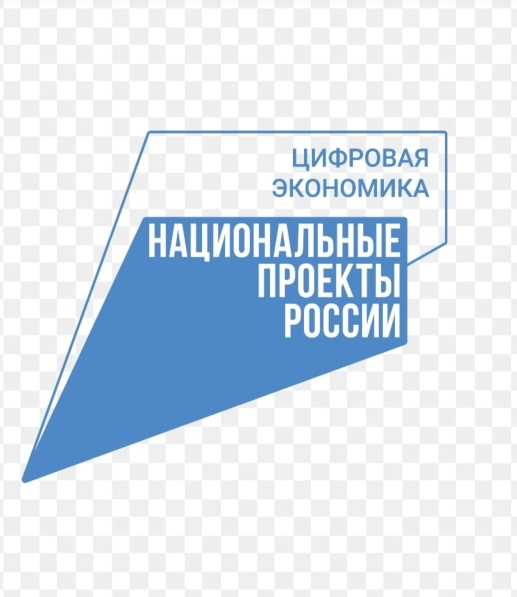 ЦИФРОВАЯ
ЭКОНОМИКА
НАЦИОНАЛЬНЫЕ
ПРОЕКТЫ
РОССИИ